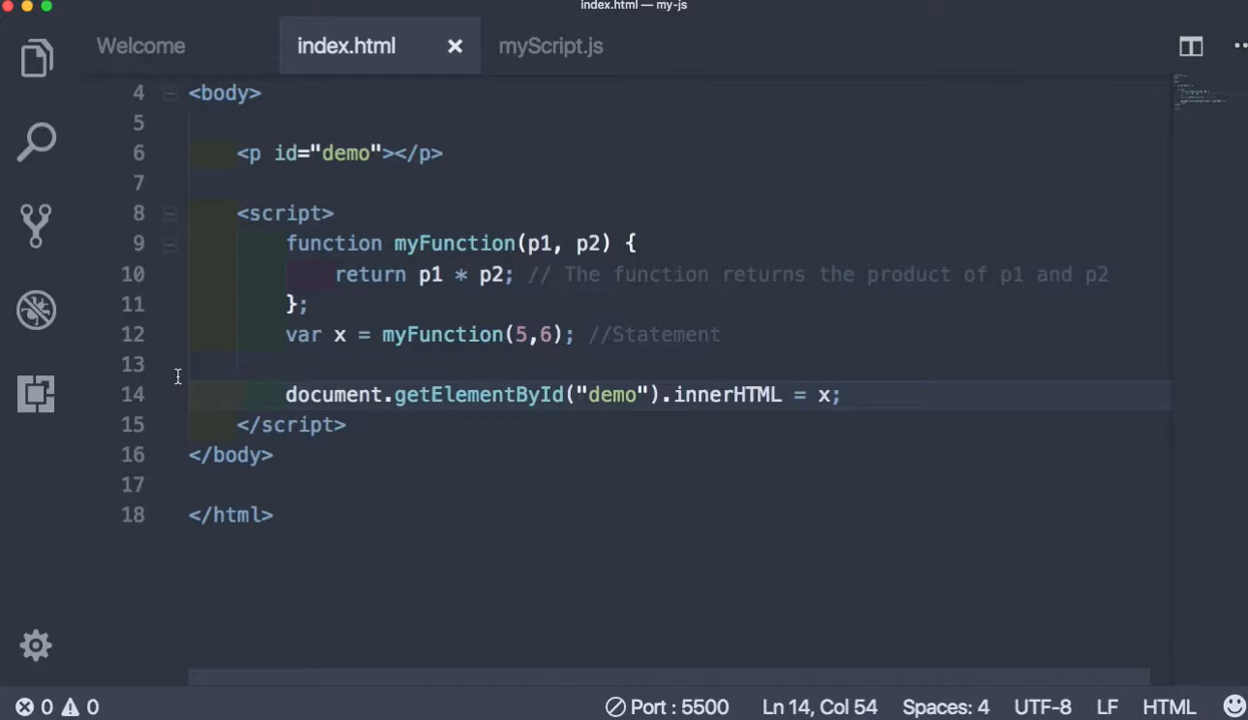 index.html — my-js
Welcome index.html myScript.js
4 <body>
5
6 <p id="demo"></p>
7
8 <script>
9 function myFunction(p1, p2) {
10 return p1 * p2; // The function returns the product of p1 and p2
11 };
12 var x = myFunction(5,6); //Statement
13
14 document.getElementById("demo").innerHTML = x;
15 </script>
16 </body>
17
18 </html>
0 0 Port : 5500 Ln 14, Col 54 Spaces: 4 UTF-8 LF HTML